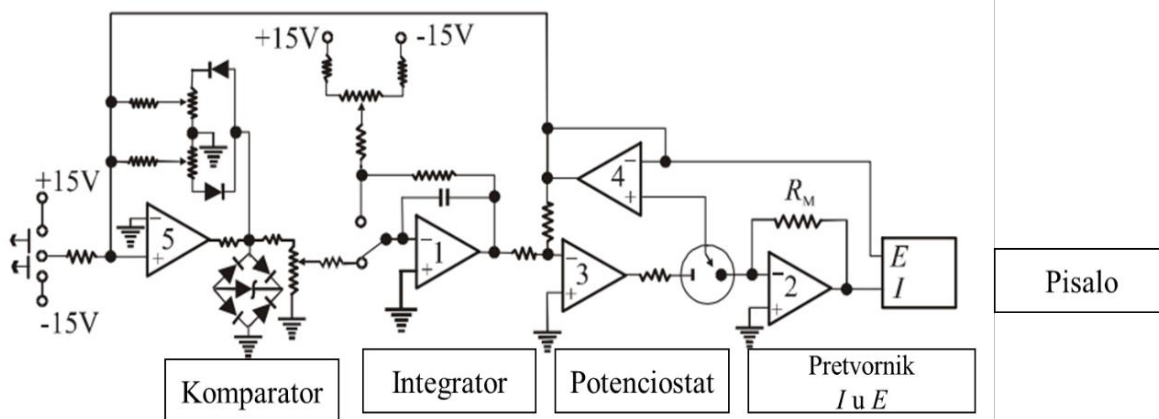 +15V
-15V
+15V
-15V
5
1
3
4
2
R_M
E
I
Komparator
Integrator
Potenciostat
Pretvornik
I u E
Pisalo